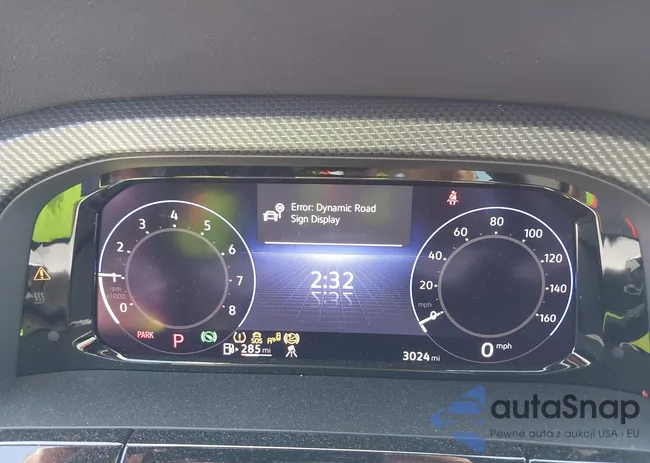 Error: Dynamic Road
Sign Display
2:32
0
1
2
3
4
5
6
7
8
rpm
x1000
0
20
40
60
80
100
120
140
160
mph
PARK
P
SOS
285 mi
3024 mi
0 mph
autaSnap
Pewne auta z aukcji USA i EU